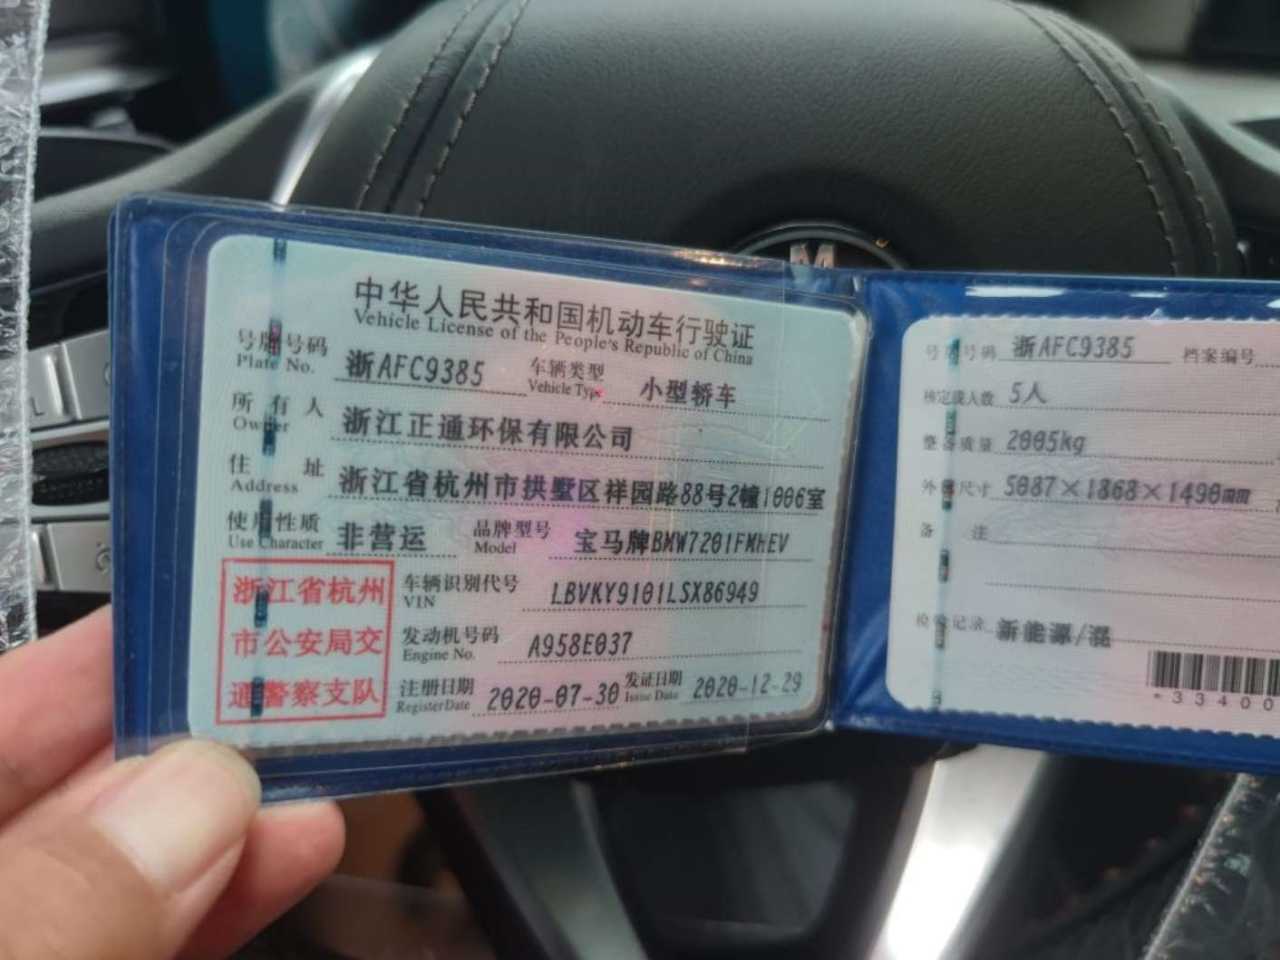 中华人民共和国机动车行驶证
Vehicle License of the People's Republic of China
号牌号码 浙AFC9385 车辆类型 小型轿车
Plate No. Vehicle Type
所有人 浙江正通环保有限公司
Owner
住址 浙江省杭州市拱墅区祥园路88号2幢1006室
Address
使用性质 非营运 品牌型号 宝马牌BMW7201FMHEV
Use Character Model
浙江省杭州
市公安局交
通警察支队
车辆识别代号 LBVKY9101LSX86949
VIN
发动机号码 A958E037
Engine No.
注册日期 2020-07-30 发证日期 2020-12-29
Register Date Issue Date
号牌号码 浙AFC9385 档案编号
核定载人数 5人
整备质量 2005kg
外廓尺寸 5087×1868×1490mm
备注
检验记录 新能源/混
*33400
M